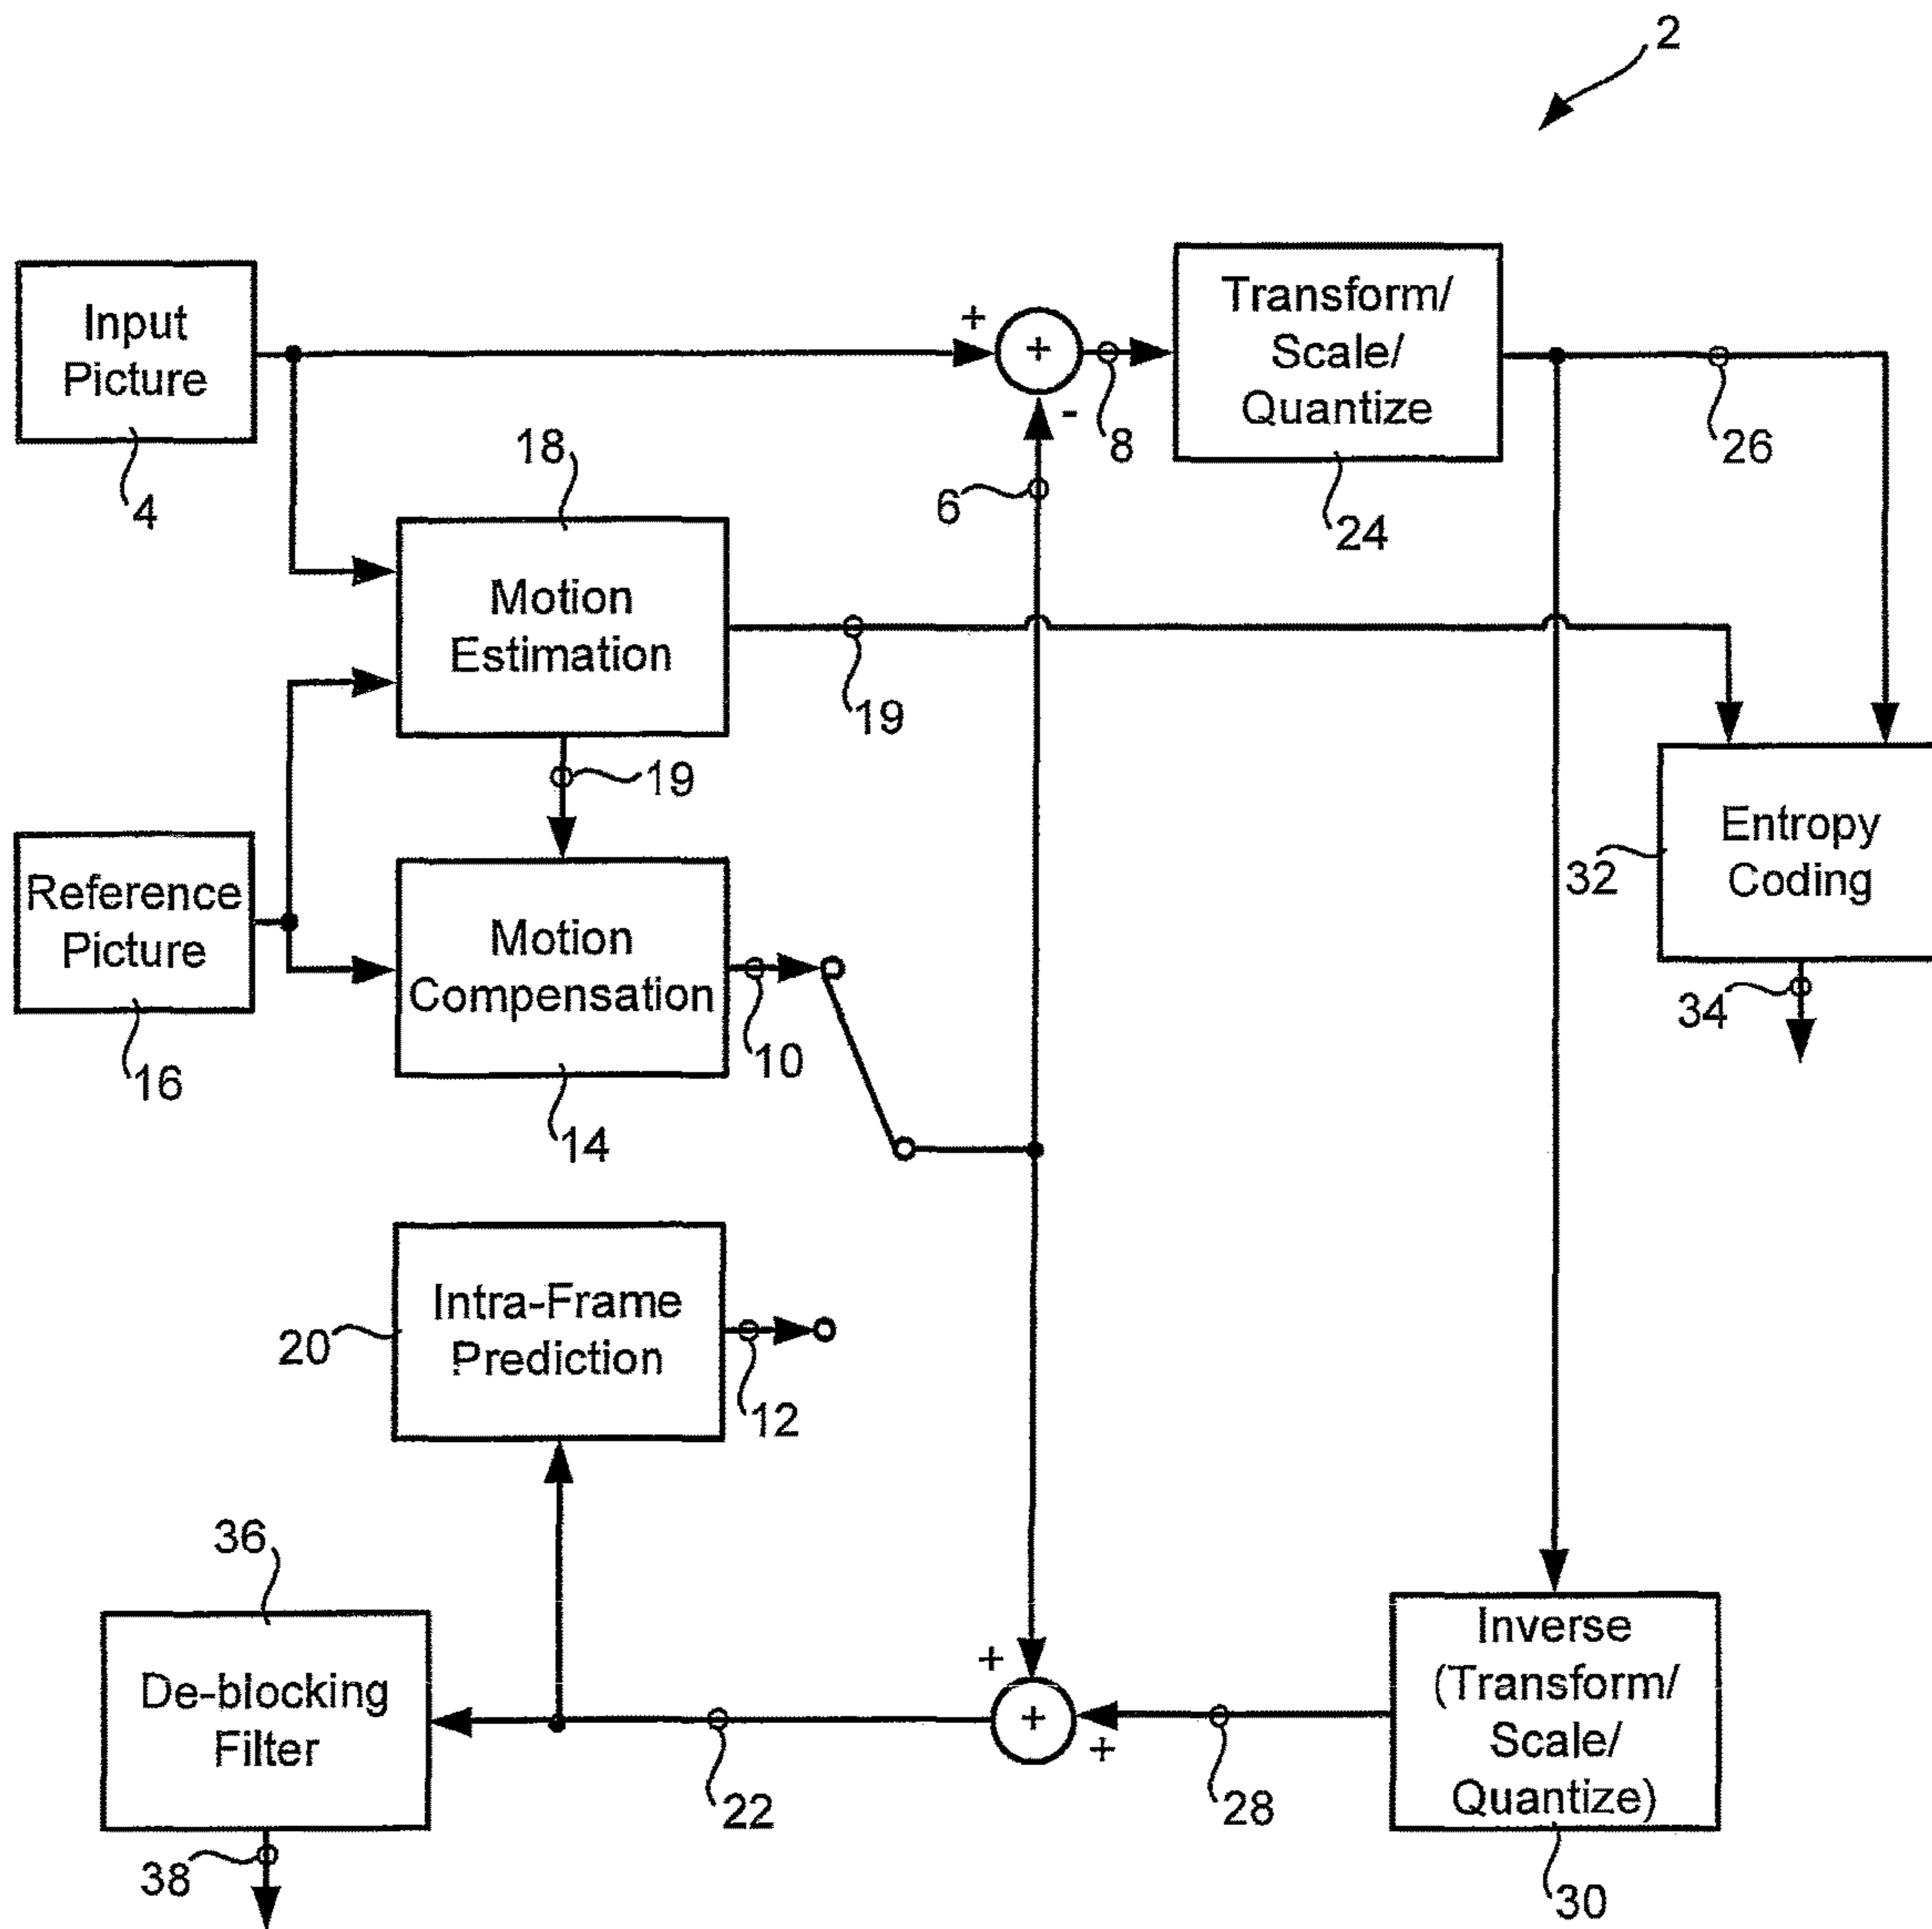 2
Input
Picture
4
+
+
-
6
8
Transform/
Scale/
Quantize
24
26
18
Motion
Estimation
19
19
Reference
Picture
16
Motion
Compensation
14
10
Entropy
Coding
32
34
Intra-Frame
Prediction
20
12
36
De-blocking
Filter
38
22
+
+
+
28
Inverse
(Transform/
Scale/
Quantize)
30